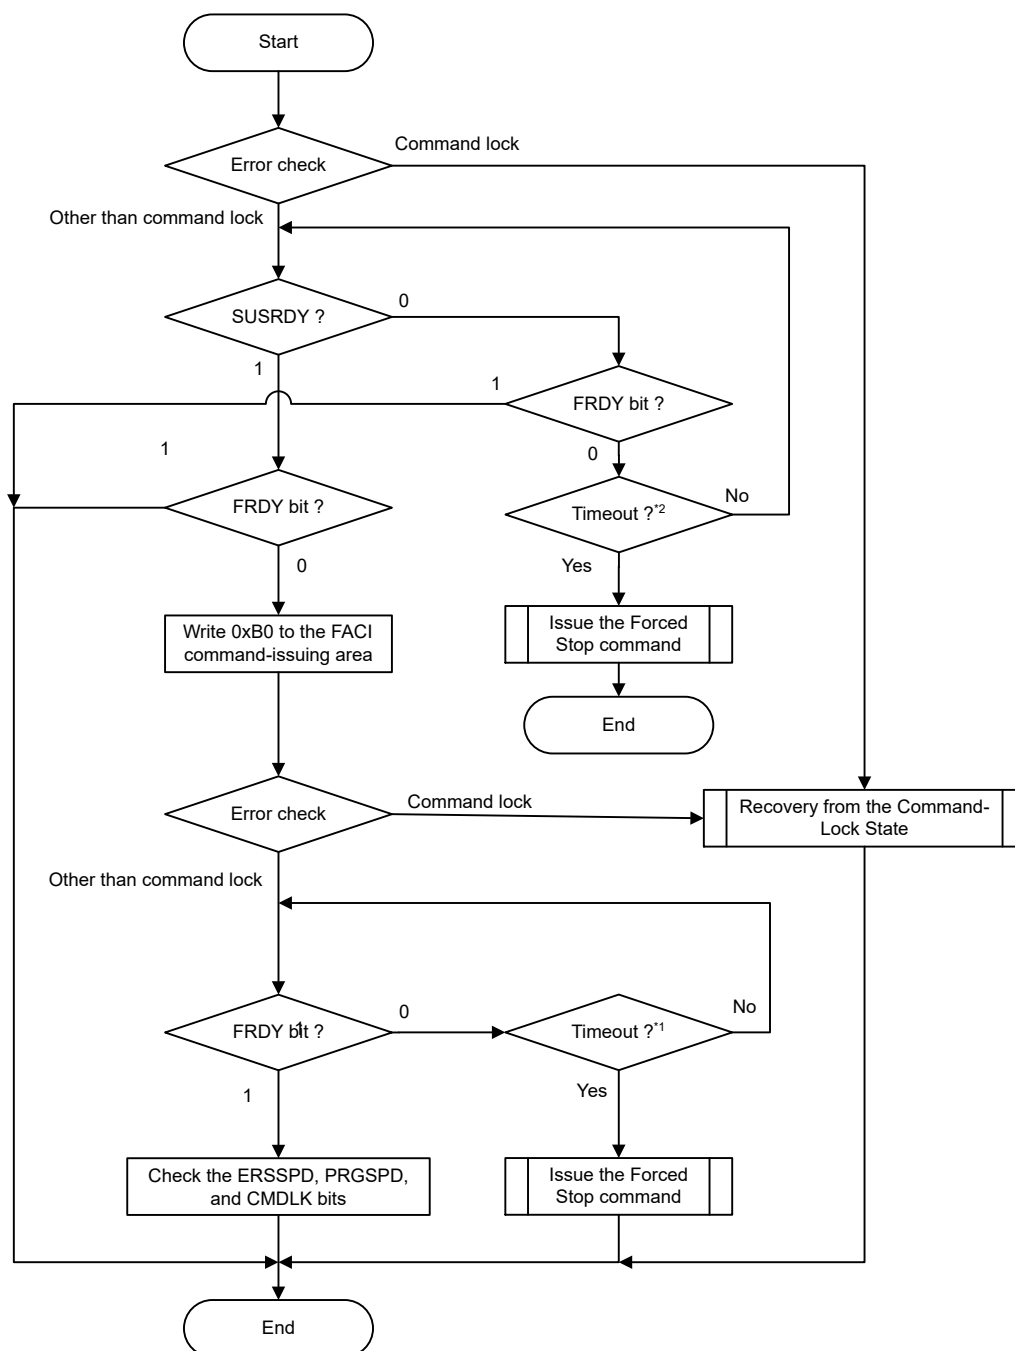 Start
Error check
Command lock
Other than command lock
SUSRDY ?
0
1
1
FRDY bit ?
0
1
FRDY bit ?
Timeout ?*2
No
Yes
0
Write 0xB0 to the FACI
command-issuing area
Issue the Forced
Stop command
End
Error check
Command lock
Recovery from the Command-
Lock State
Other than command lock
FRDY bit ?
1
0
Timeout ?*1
No
1
Yes
Check the ERSSPD, PRGSPD,
and CMDLK bits
Issue the Forced
Stop command
End